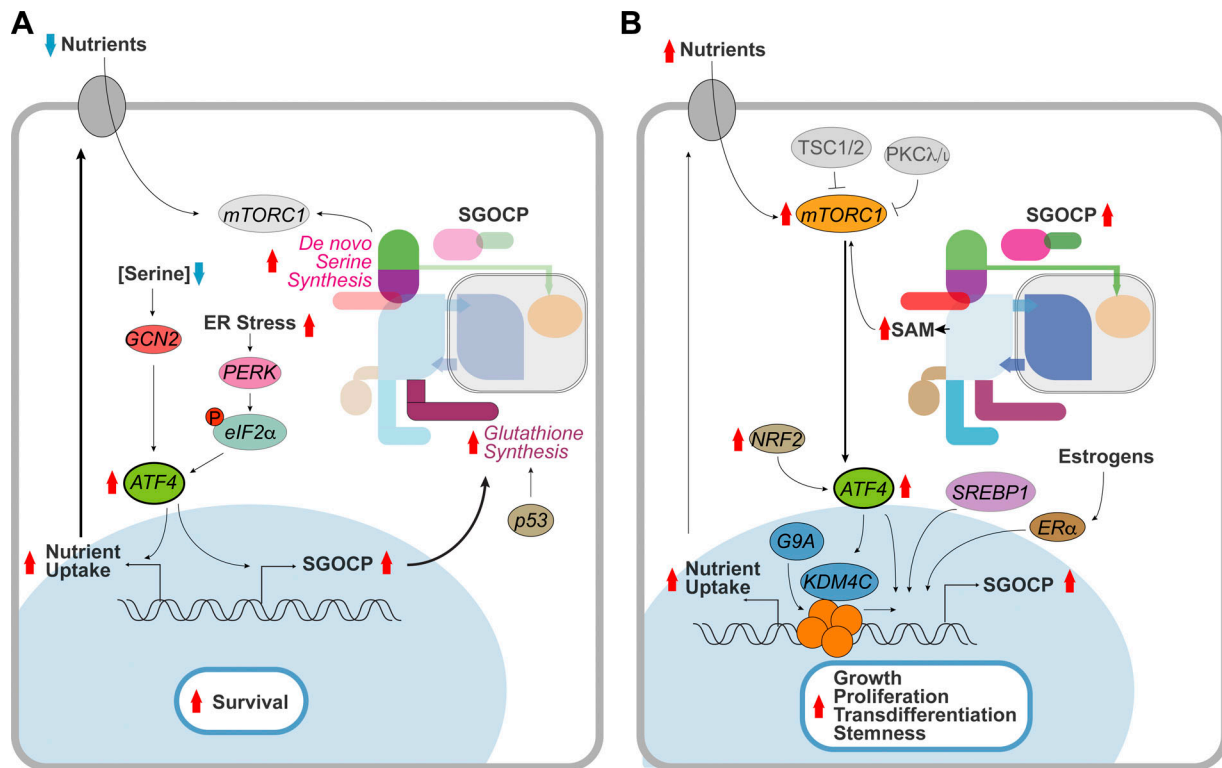 A
Nutrients
mTORC1
SGOCP
De novo
Serine
Synthesis
[Serine]
ER Stress
GCN2
PERK
P
eIF2α
Glutathione
Synthesis
ATF4
p53
Nutrient
Uptake
SGOCP
Survival
B
Nutrients
TSC1/2
PKCλ/ι
mTORC1
SGOCP
SAM
NRF2
Estrogens
ATF4
SREBP1
ERα
G9A
KDM4C
Nutrient
Uptake
SGOCP
Growth
Proliferation
Transdifferentiation
Stemness